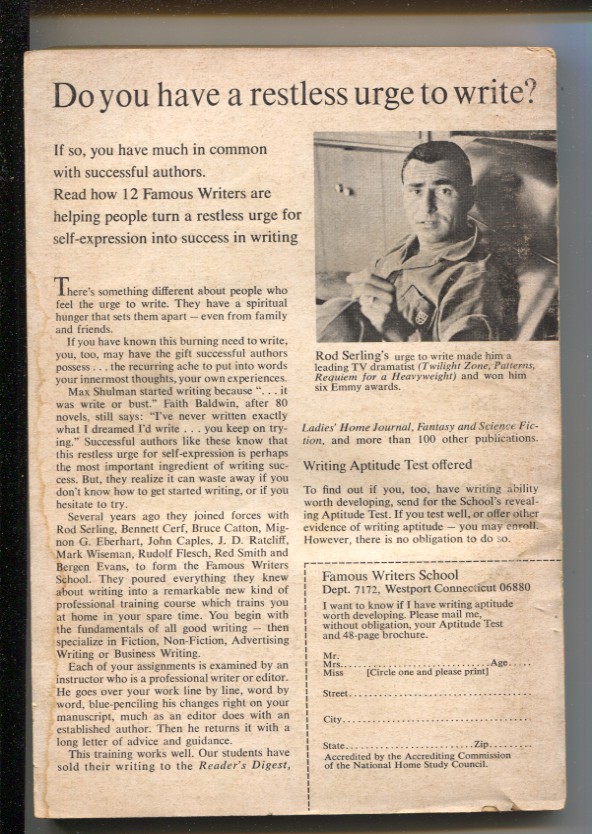 Do you have a restless urge to write?
If so, you have much in common
with successful authors.
Read how 12 Famous Writers are
helping people turn a restless urge for
self-expression into success in writing
There's something different about people who
feel the urge to write. They have a spiritual
hunger that sets them apart — even from family
and friends.
If you have known this burning need to write,
you, too, may have the gift successful authors
possess . . . the recurring ache to put into words
your innermost thoughts, your own experiences.
Max Shulman started writing because “. . . it
was write or bust.” Faith Baldwin, after 80
novels, still says: “I've never written exactly
what I dreamed I'd write . . . you keep on try-
ing.” Successful authors like these know that
this restless urge for self-expression is perhaps
the most important ingredient of writing suc-
cess. But, they realize it can waste away if you
don't know how to get started writing, or if you
hesitate to try.
Several years ago they joined forces with
Rod Serling, Bennett Cerf, Bruce Catton, Mig-
non G. Eberhart, John Caples, J. D. Ratcliff,
Mark Wiseman, Rudolf Flesch, Red Smith and
Bergen Evans, to form the Famous Writers
School. They poured everything they knew
about writing into a remarkable new kind of
professional training course which trains you
at home in your spare time. You begin with
the fundamentals of all good writing — then
specialize in Fiction, Non-Fiction, Advertising
Writing or Business Writing.
Each of your assignments is examined by an
instructor who is a professional writer or editor.
He goes over your work line by line, word by
word, blue-penciling his changes right on your
manuscript, much as an editor does with an
established author. Then he returns it with a
long letter of advice and guidance.
This training works well. Our students have
sold their writing to the Reader's Digest,
Rod Serling's urge to write made him a
leading TV dramatist (Twilight Zone, Patterns,
Requiem for a Heavyweight) and won him
six Emmy awards.
Ladies' Home Journal, Fantasy and Science Fic-
tion, and more than 100 other publications.
Writing Aptitude Test offered
To find out if you, too, have writing ability
worth developing, send for the School's reveal-
ing Aptitude Test. If you test well, or offer other
evidence of writing aptitude — you may enroll.
However, there is no obligation to do so.
Famous Writers School
Dept. 7172, Westport Connecticut 06880
I want to know if I have writing aptitude
worth developing. Please mail me,
without obligation, your Aptitude Test
and 48-page brochure.
Mr.
Mrs..................................Age.....
Miss [Circle one and please print]
Street..........................................
City............................................
State..............................Zip.........
Accredited by the Accrediting Commission
of the National Home Study Council.